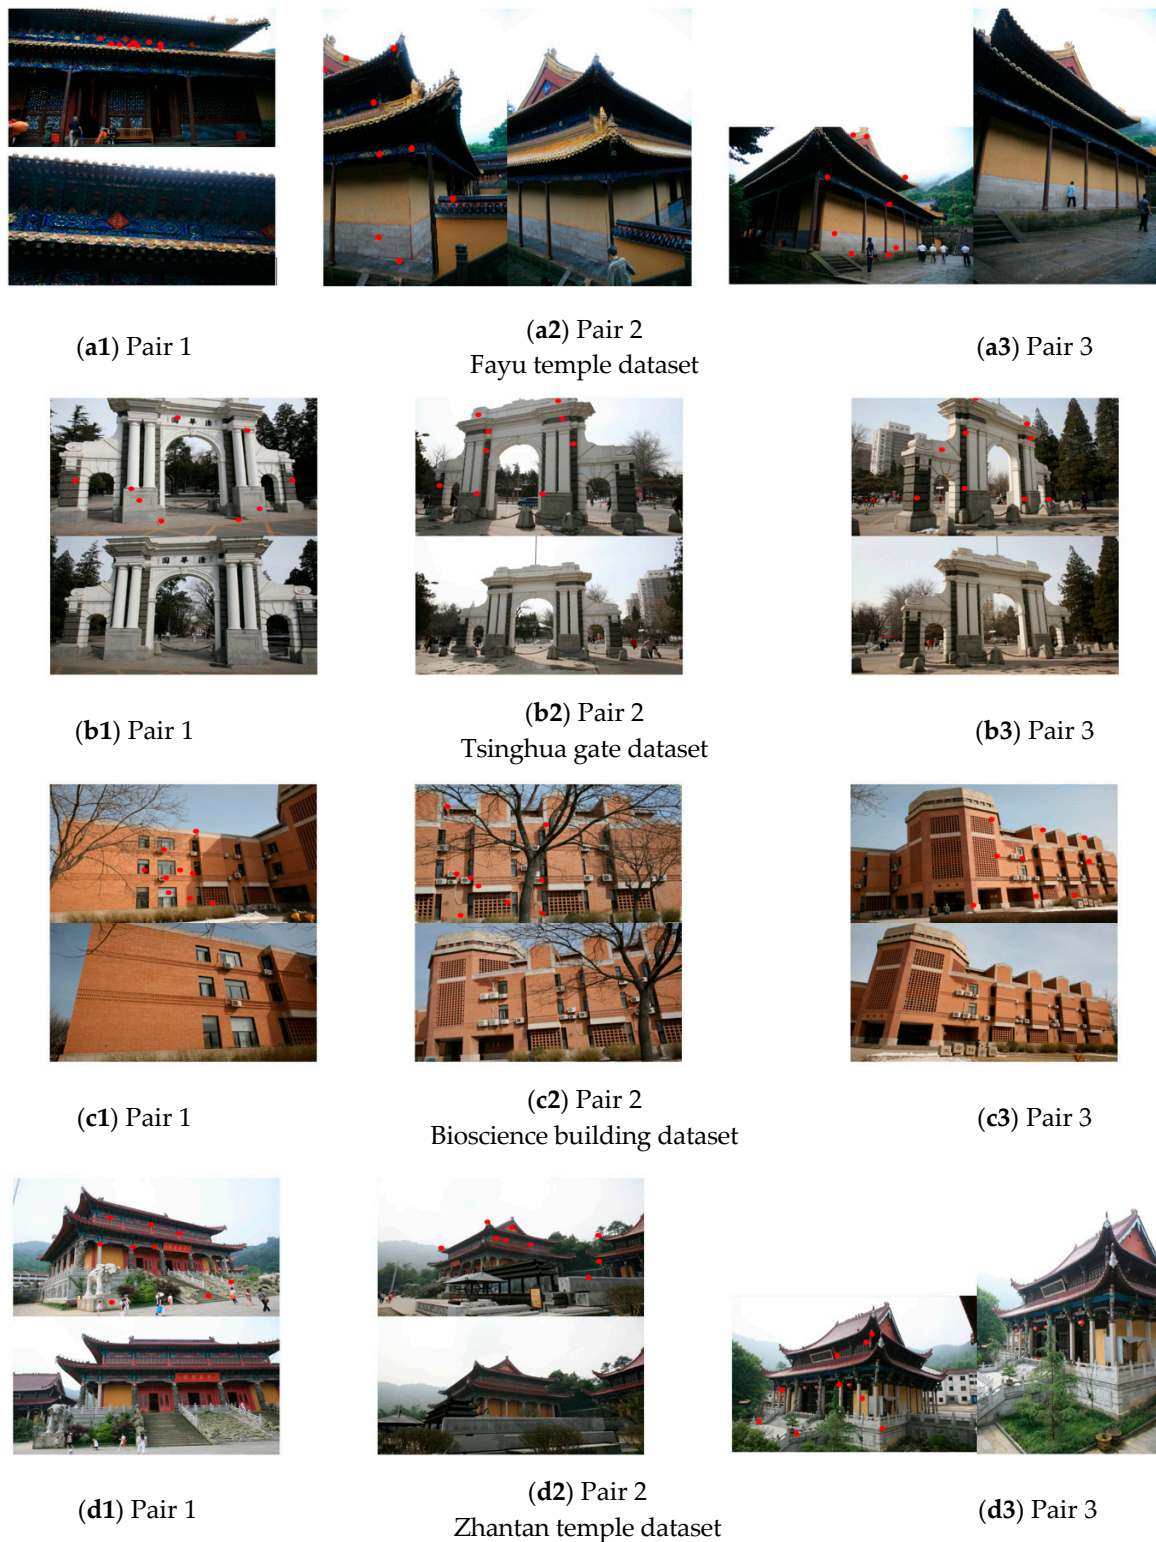 (a1) Pair 1
(a2) Pair 2
(a3) Pair 3
Fayu temple dataset
(b1) Pair 1
(b2) Pair 2
(b3) Pair 3
Tsinghua gate dataset
(c1) Pair 1
(c2) Pair 2
(c3) Pair 3
Bioscience building dataset
(d1) Pair 1
(d2) Pair 2
(d3) Pair 3
Zhantan temple dataset